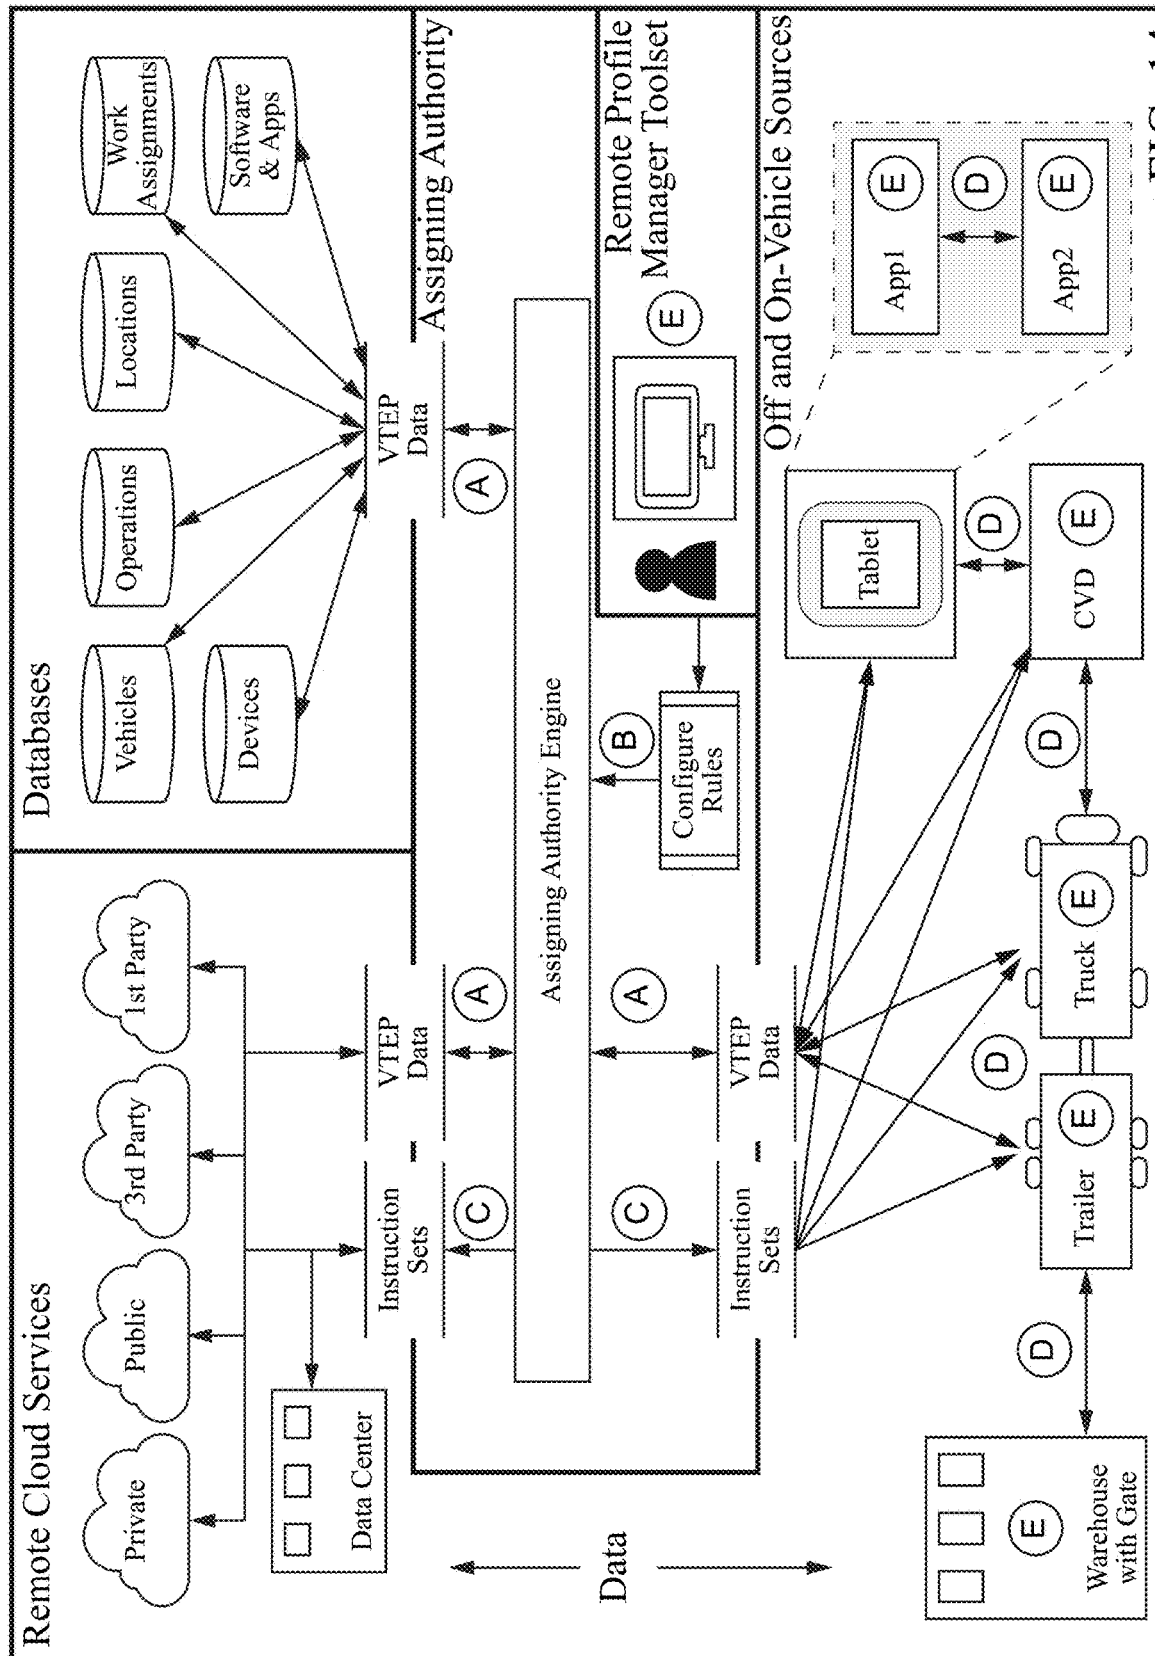 Remote Cloud Services
Private
Public
3rd Party
1st Party
Data Center
Instruction
Sets
VTEP
Data
C
A
Databases
Vehicles
Operations
Locations
Work
Assignments
Devices
Software
& Apps
VTEP
Data
A
Assigning Authority
Assigning Authority Engine
Data
C
A
B
Instruction
Sets
VTEP
Data
Configure
Rules
Remote Profile
Manager Toolset
E
Off and On-Vehicle Sources
Tablet
App1
E
D
App2
E
D
Warehouse
with Gate
E
D
Trailer
E
D
Truck
E
D
CVD
E